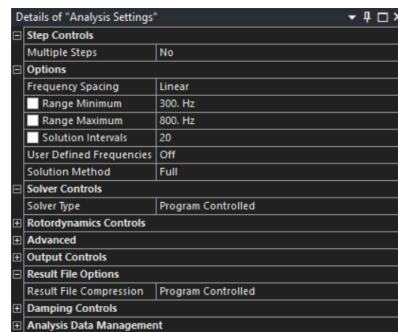 Details of "Analysis Settings"
Step Controls
Multiple Steps No
Options
Frequency Spacing Linear
Range Minimum 300. Hz
Range Maximum 800. Hz
Solution Intervals 20
User Defined Frequencies Off
Solution Method Full
Solver Controls
Solver Type Program Controlled
Rotordynamics Controls
Advanced
Output Controls
Result File Options
Result File Compression Program Controlled
Damping Controls
Analysis Data Management